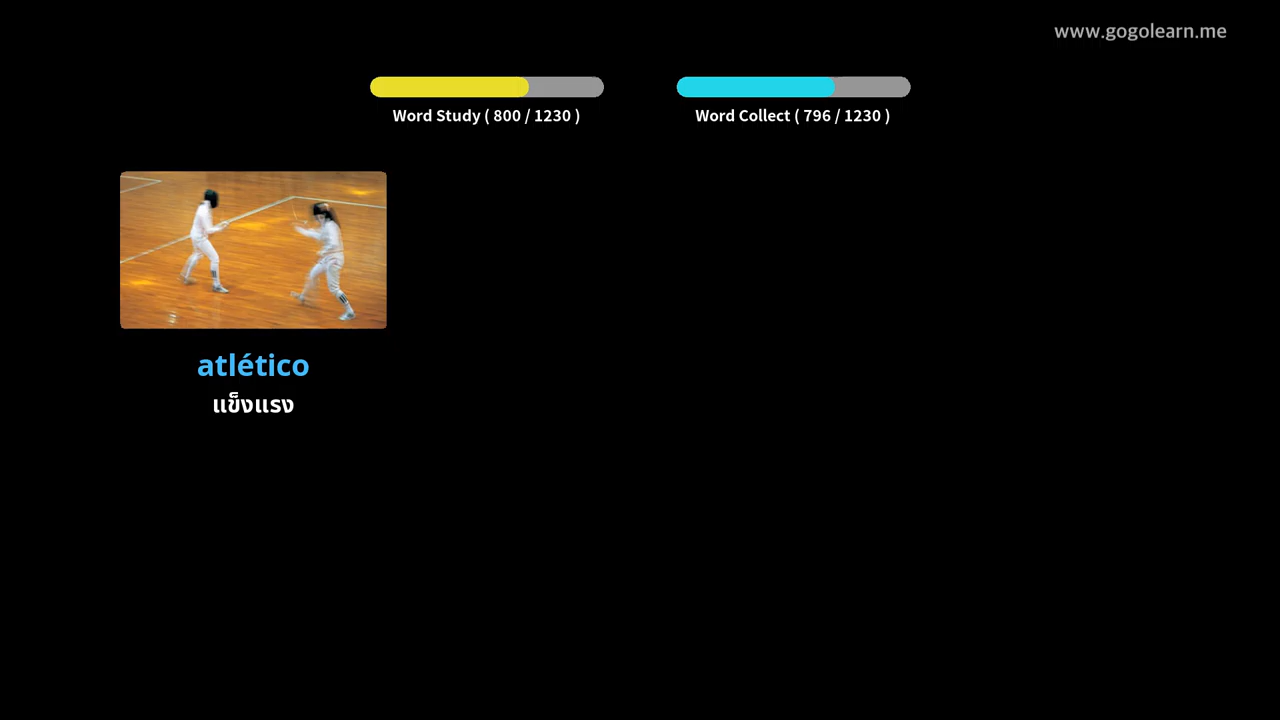 www.gogolearn.me
Word Study ( 800 / 1230 )
Word Collect ( 796 / 1230 )
atlético
แข็งแรง